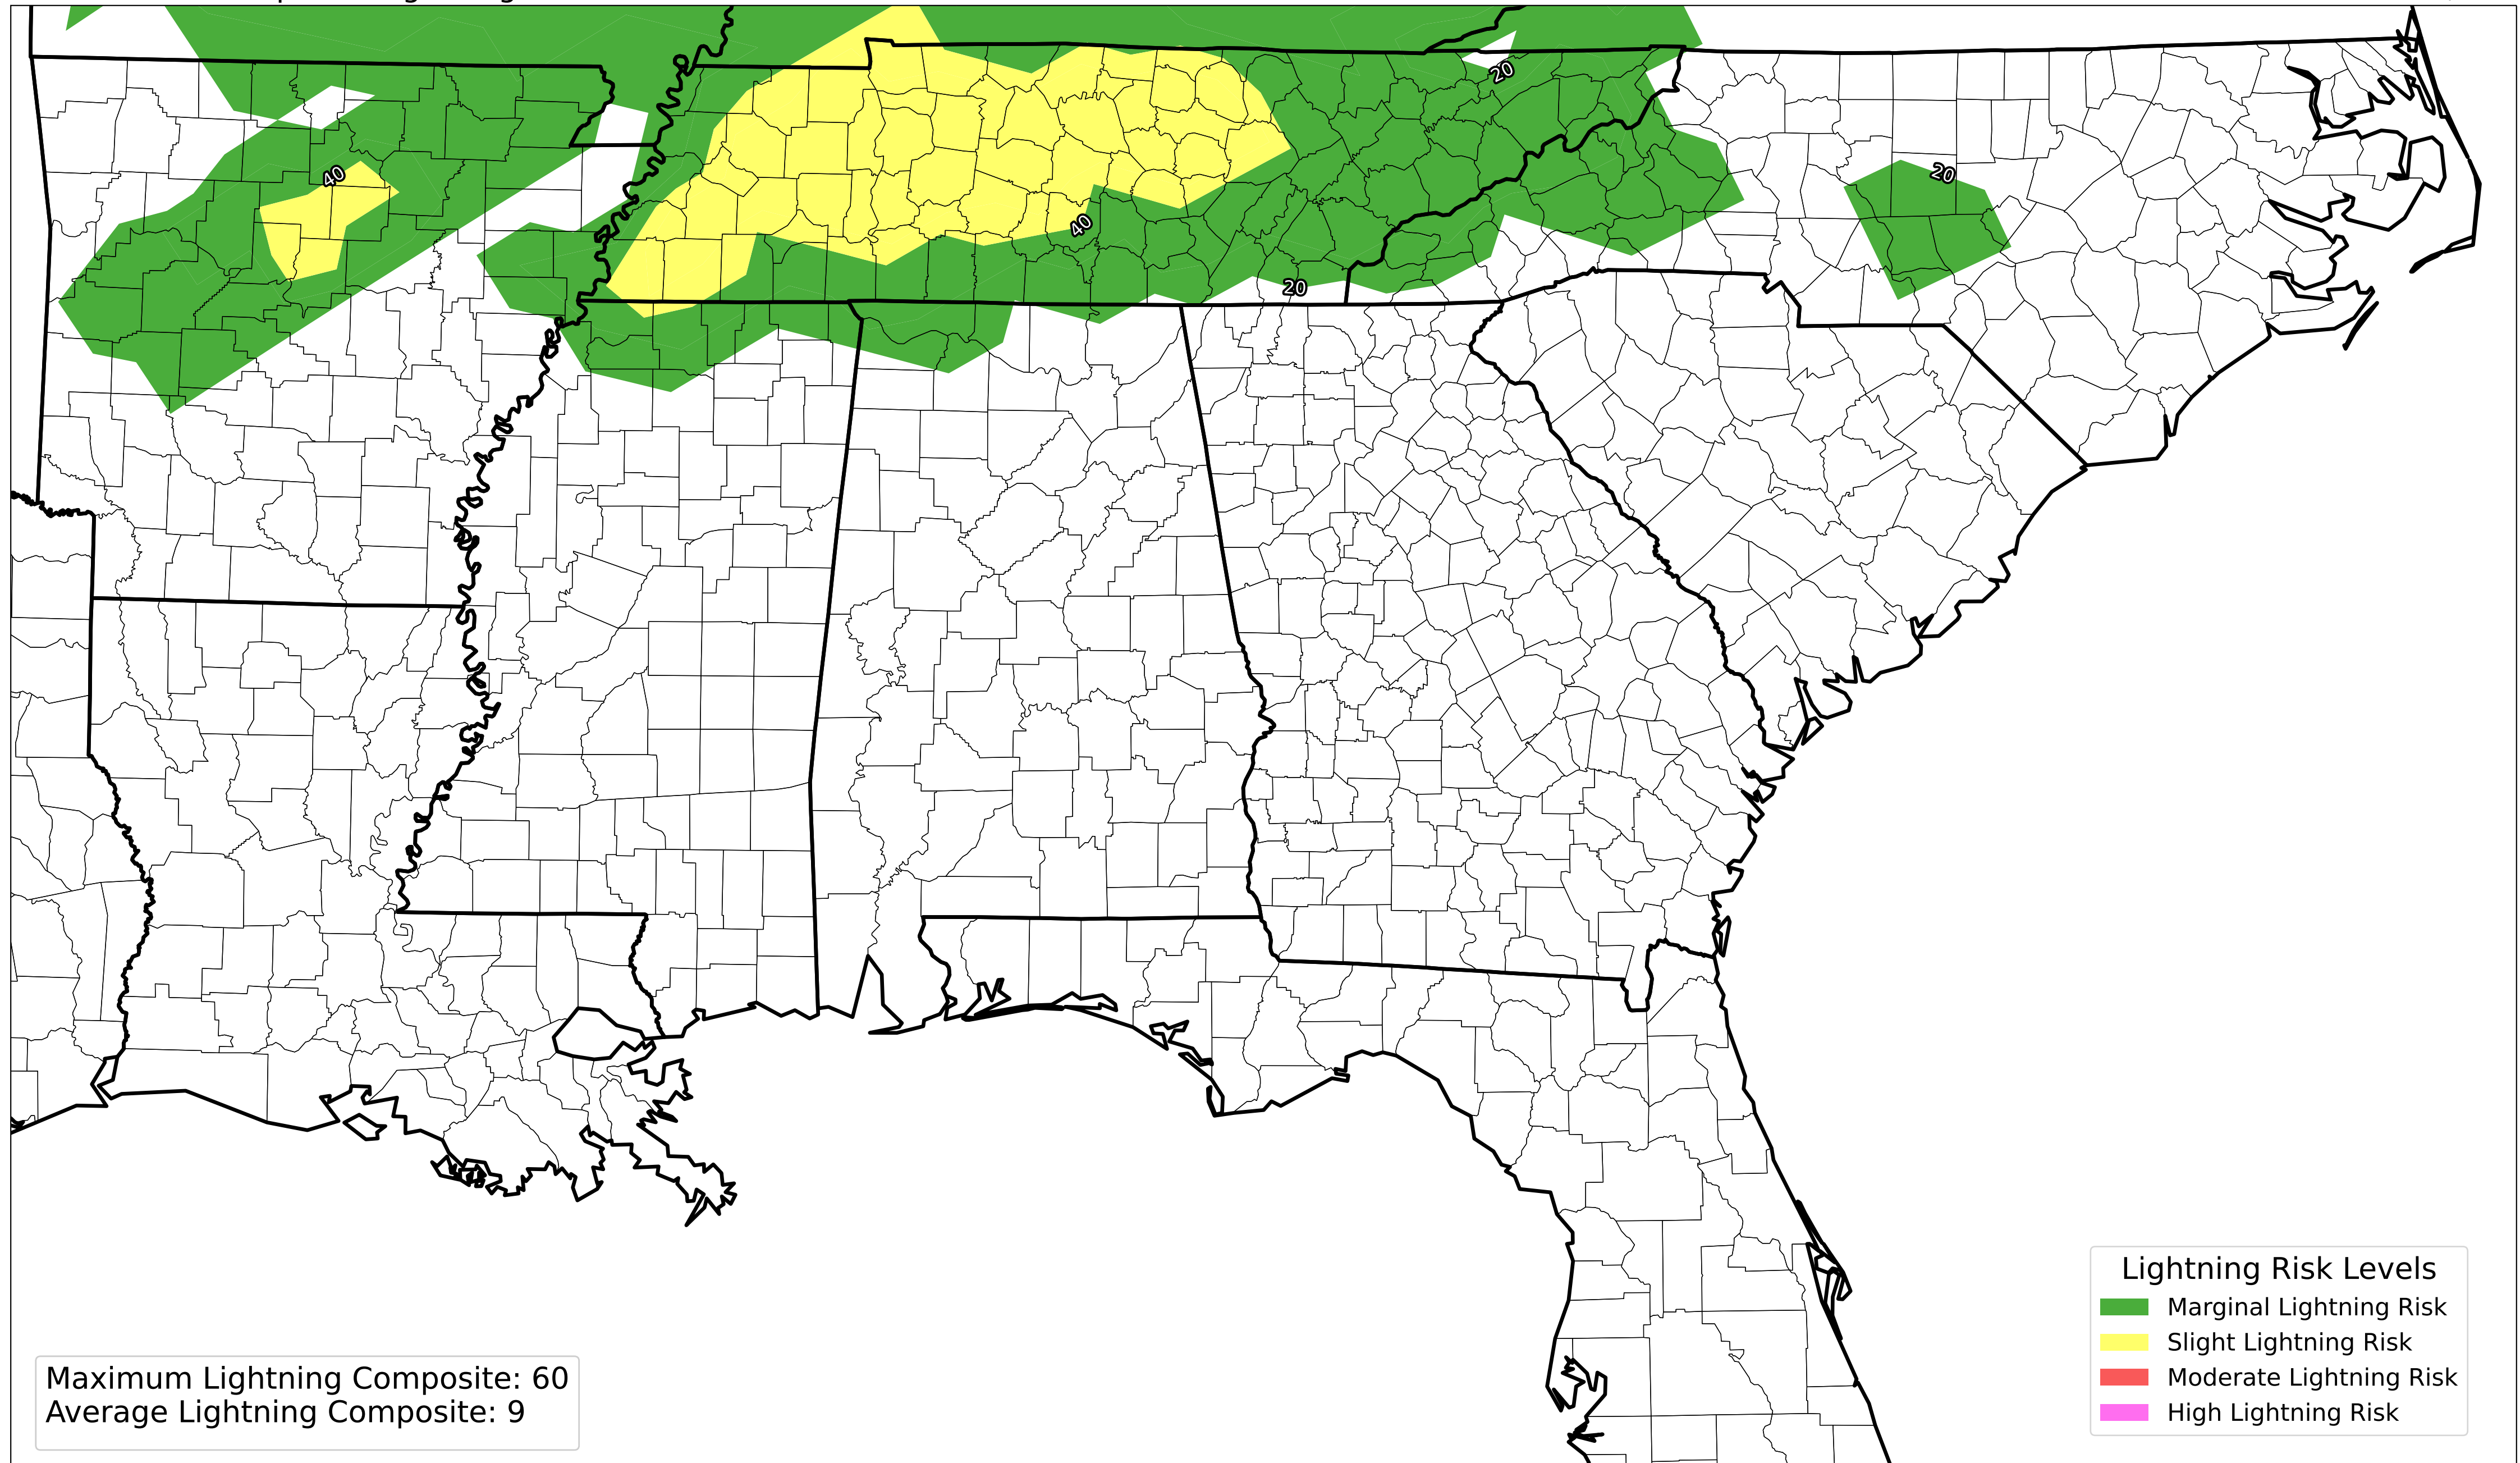 20
40
20
40
20
Lightning Risk Levels
Marginal Lightning Risk
Slight Lightning Risk
Moderate Lightning Risk
High Lightning Risk
Maximum Lightning Composite: 60
Average Lightning Composite: 9